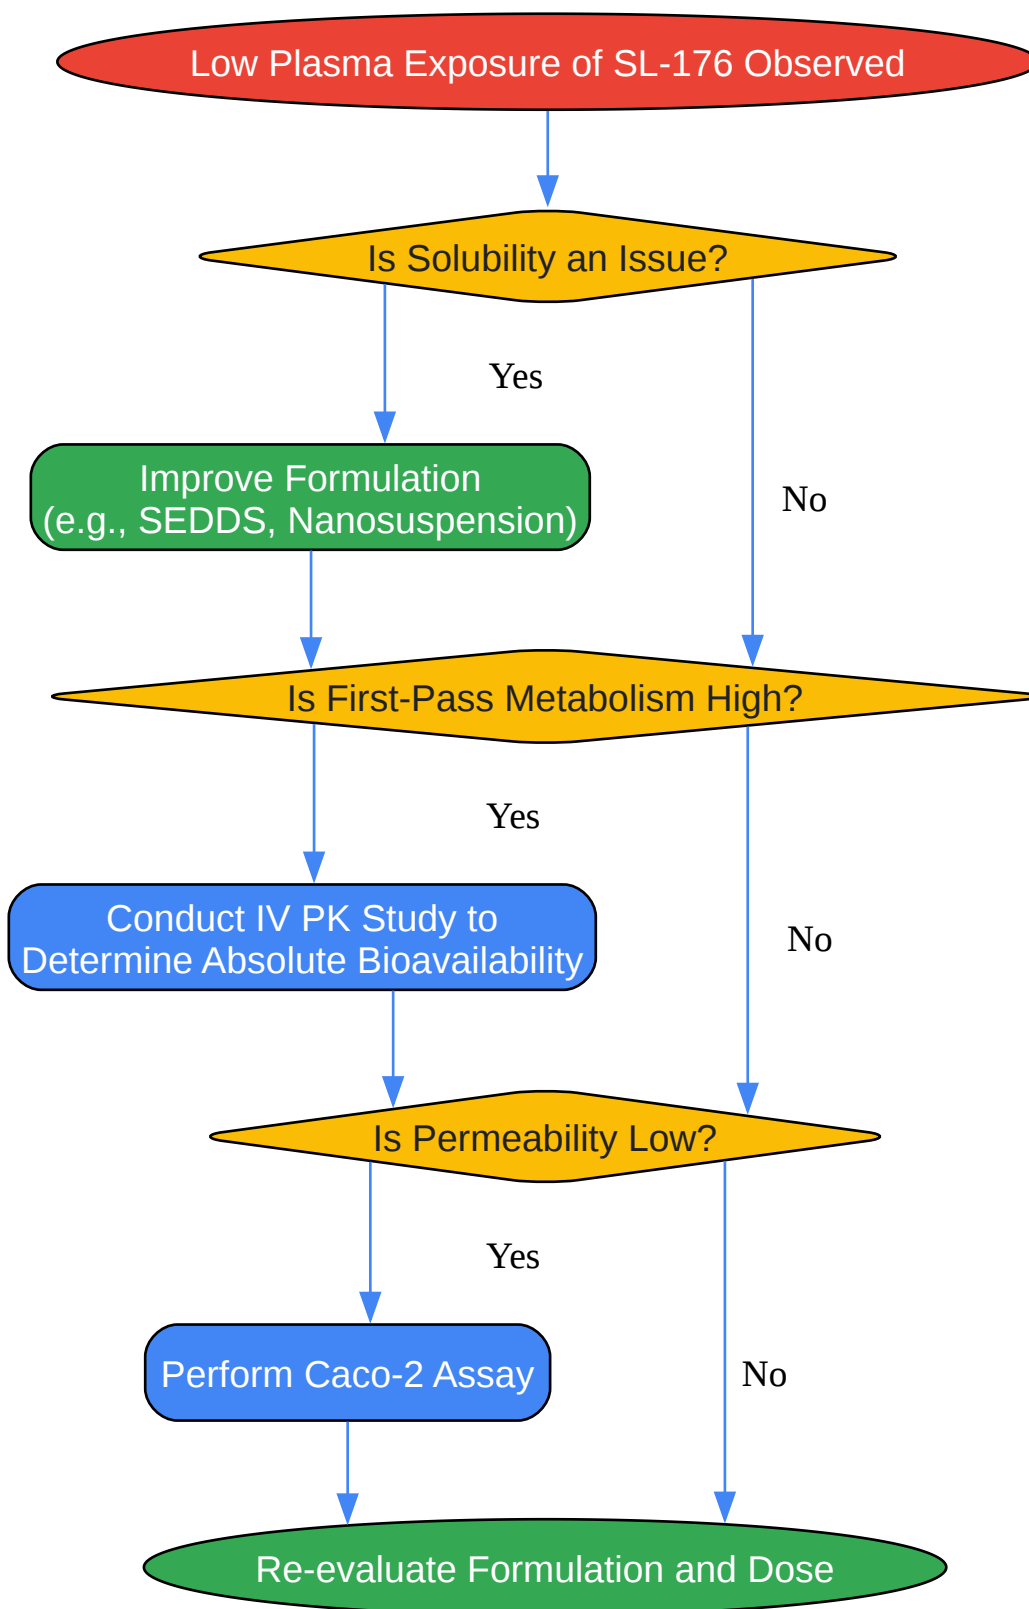 Low Plasma Exposure of SL-176 Observed
Is Solubility an Issue?
Yes
Improve Formulation
(e.g., SEDDS, Nanosuspension)
No
Is First-Pass Metabolism High?
Yes
Conduct IV PK Study to
Determine Absolute Bioavailability
No
Is Permeability Low?
Yes
Perform Caco-2 Assay
No
Re-evaluate Formulation and Dose